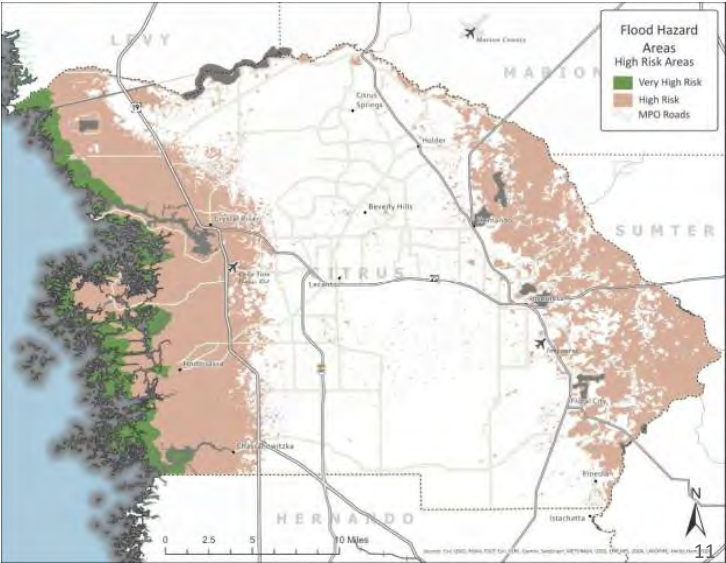 Flood Hazard
Areas
High Risk Areas
Very High Risk
High Risk
MPO Roads
LEVY
Marion County
MARION
Citrus
Springs
Holder
Beverly Hills
Crystal River
Hernando
SUMTER
CITRUS
Lecanto
Inverness
Homosassa
Floral City
Chassahowitzka
Pineola
Istachatta
HERNANDO
N
0 2.5 5 10 Miles
11